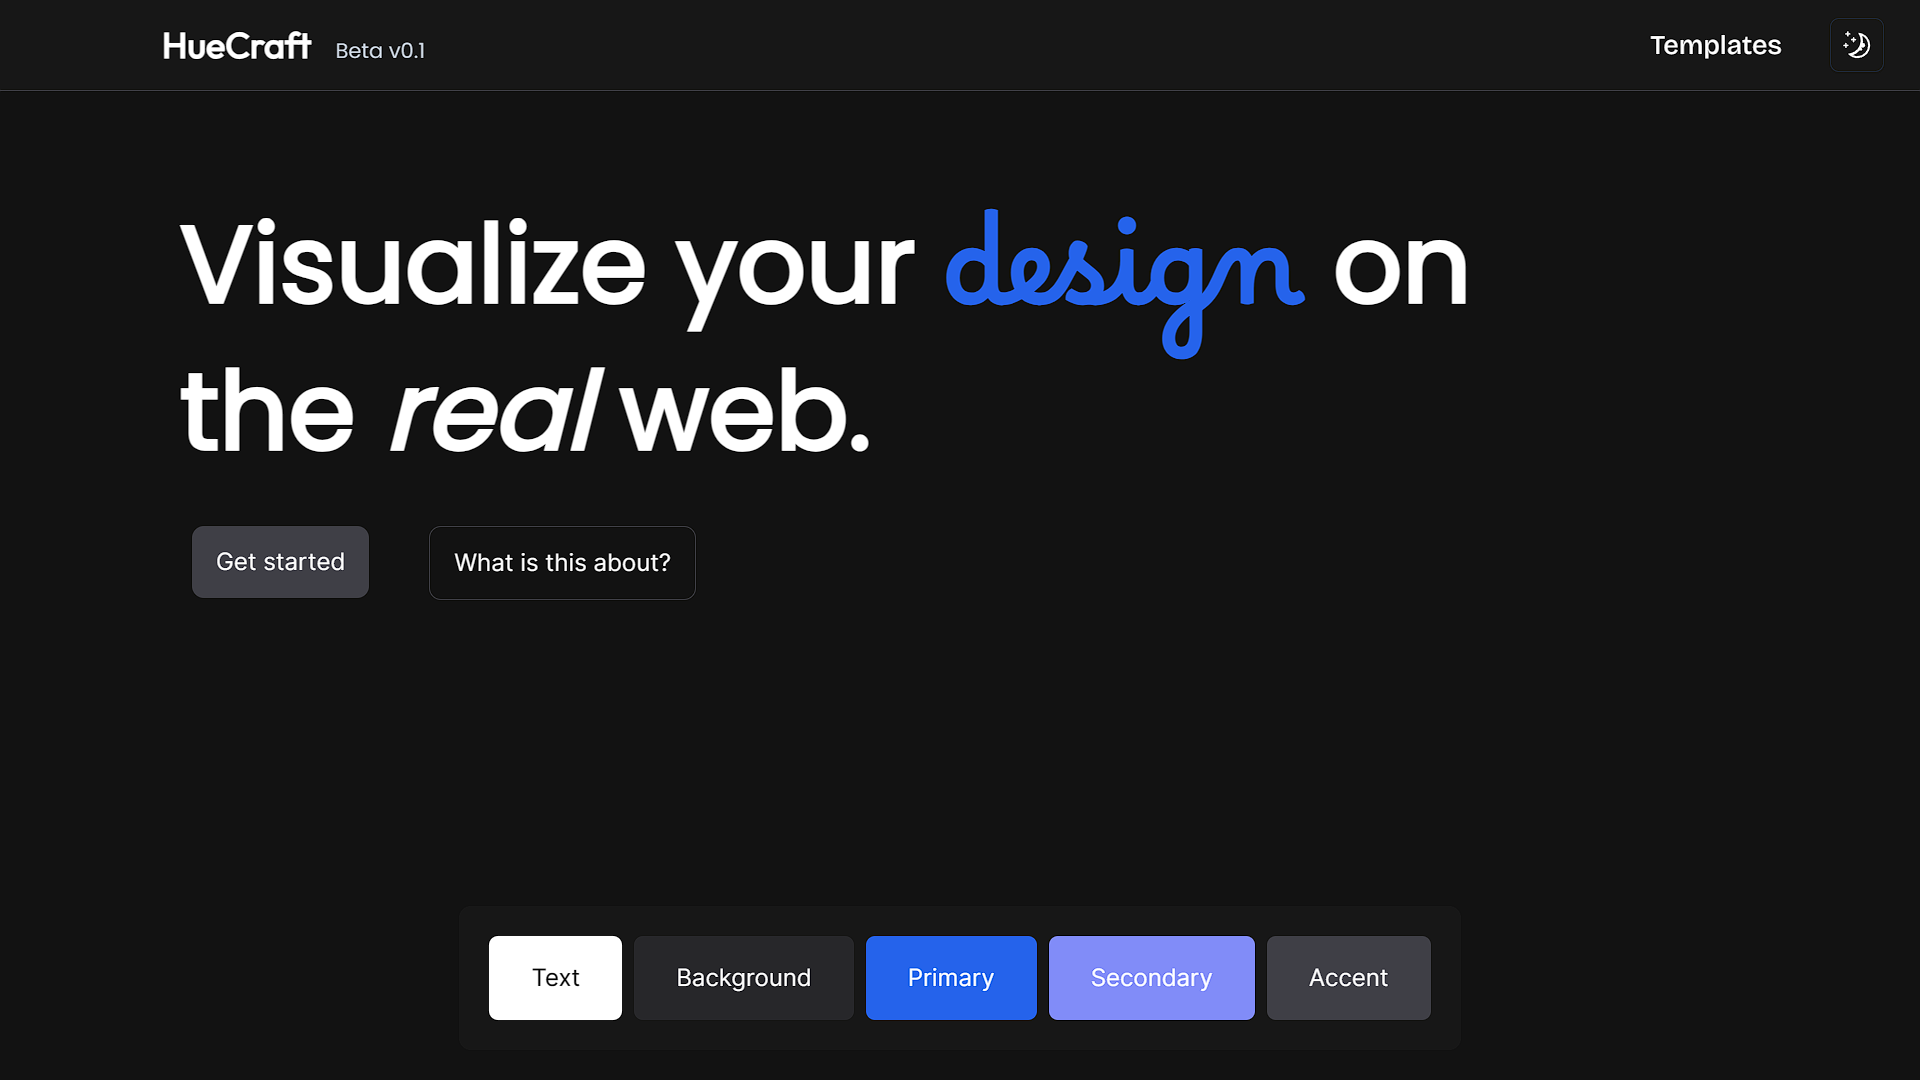 HueCraft Beta v0.1 Templates
Visualize your design on
the real web.
Get started What is this about?
Text Background Primary Secondary Accent